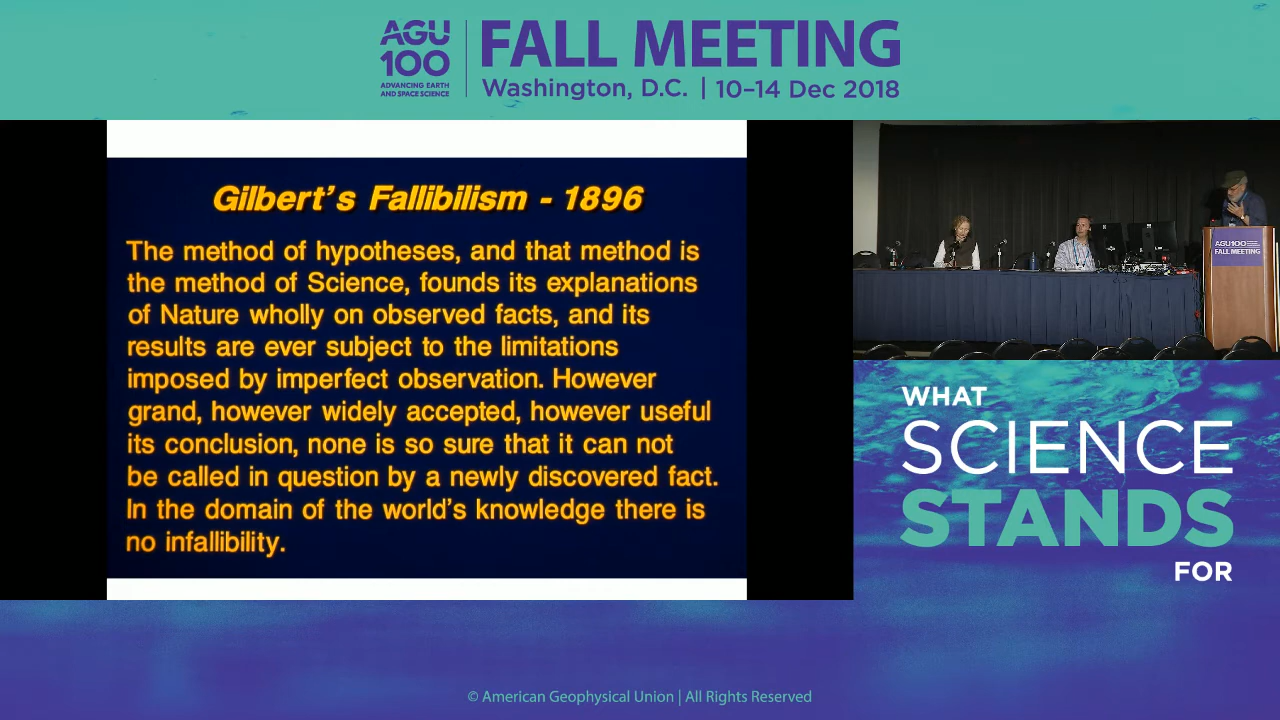 AGU
100
ADVANCING EARTH
AND SPACE SCIENCE
FALL MEETING
Washington, D.C. | 10–14 Dec 2018
Gilbert's Fallibilism - 1896
The method of hypotheses, and that method is
the method of Science, founds its explanations
of Nature wholly on observed facts, and its
results are ever subject to the limitations
imposed by imperfect observation. However
grand, however widely accepted, however useful
its conclusion, none is so sure that it can not
be called in question by a newly discovered fact.
In the domain of the world's knowledge there is
no infallibility.
AGU100
FALL MEETING
WHAT
SCIENCE
STANDS
FOR
© American Geophysical Union | All Rights Reserved